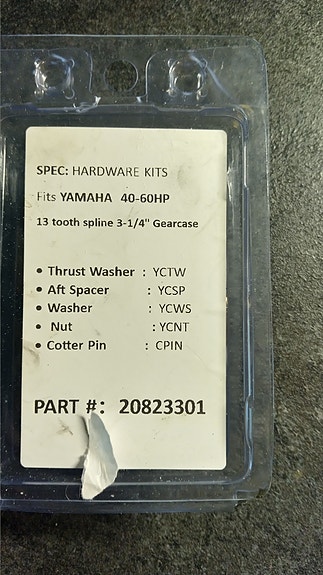 SPEC: HARDWARE KITS
Fits YAMAHA 40-60HP
13 tooth spline 3-1/4" Gearcase
• Thrust Washer : YCTW
• Aft Spacer : YCSP
• Washer : YCWS
• Nut : YCNT
• Cotter Pin : CPIN
PART #: 20823301